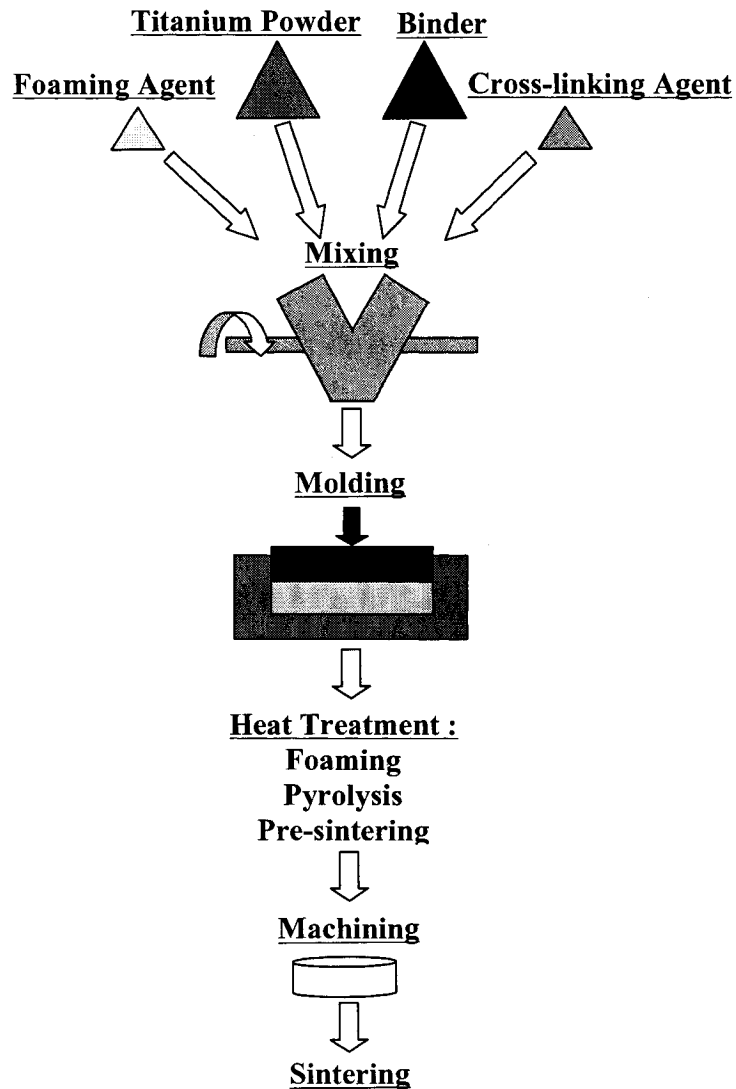 Titanium Powder
Binder
Foaming Agent
Cross-linking Agent
Mixing
Molding
Heat Treatment :
Foaming
Pyrolysis
Pre-sintering
Machining
Sintering